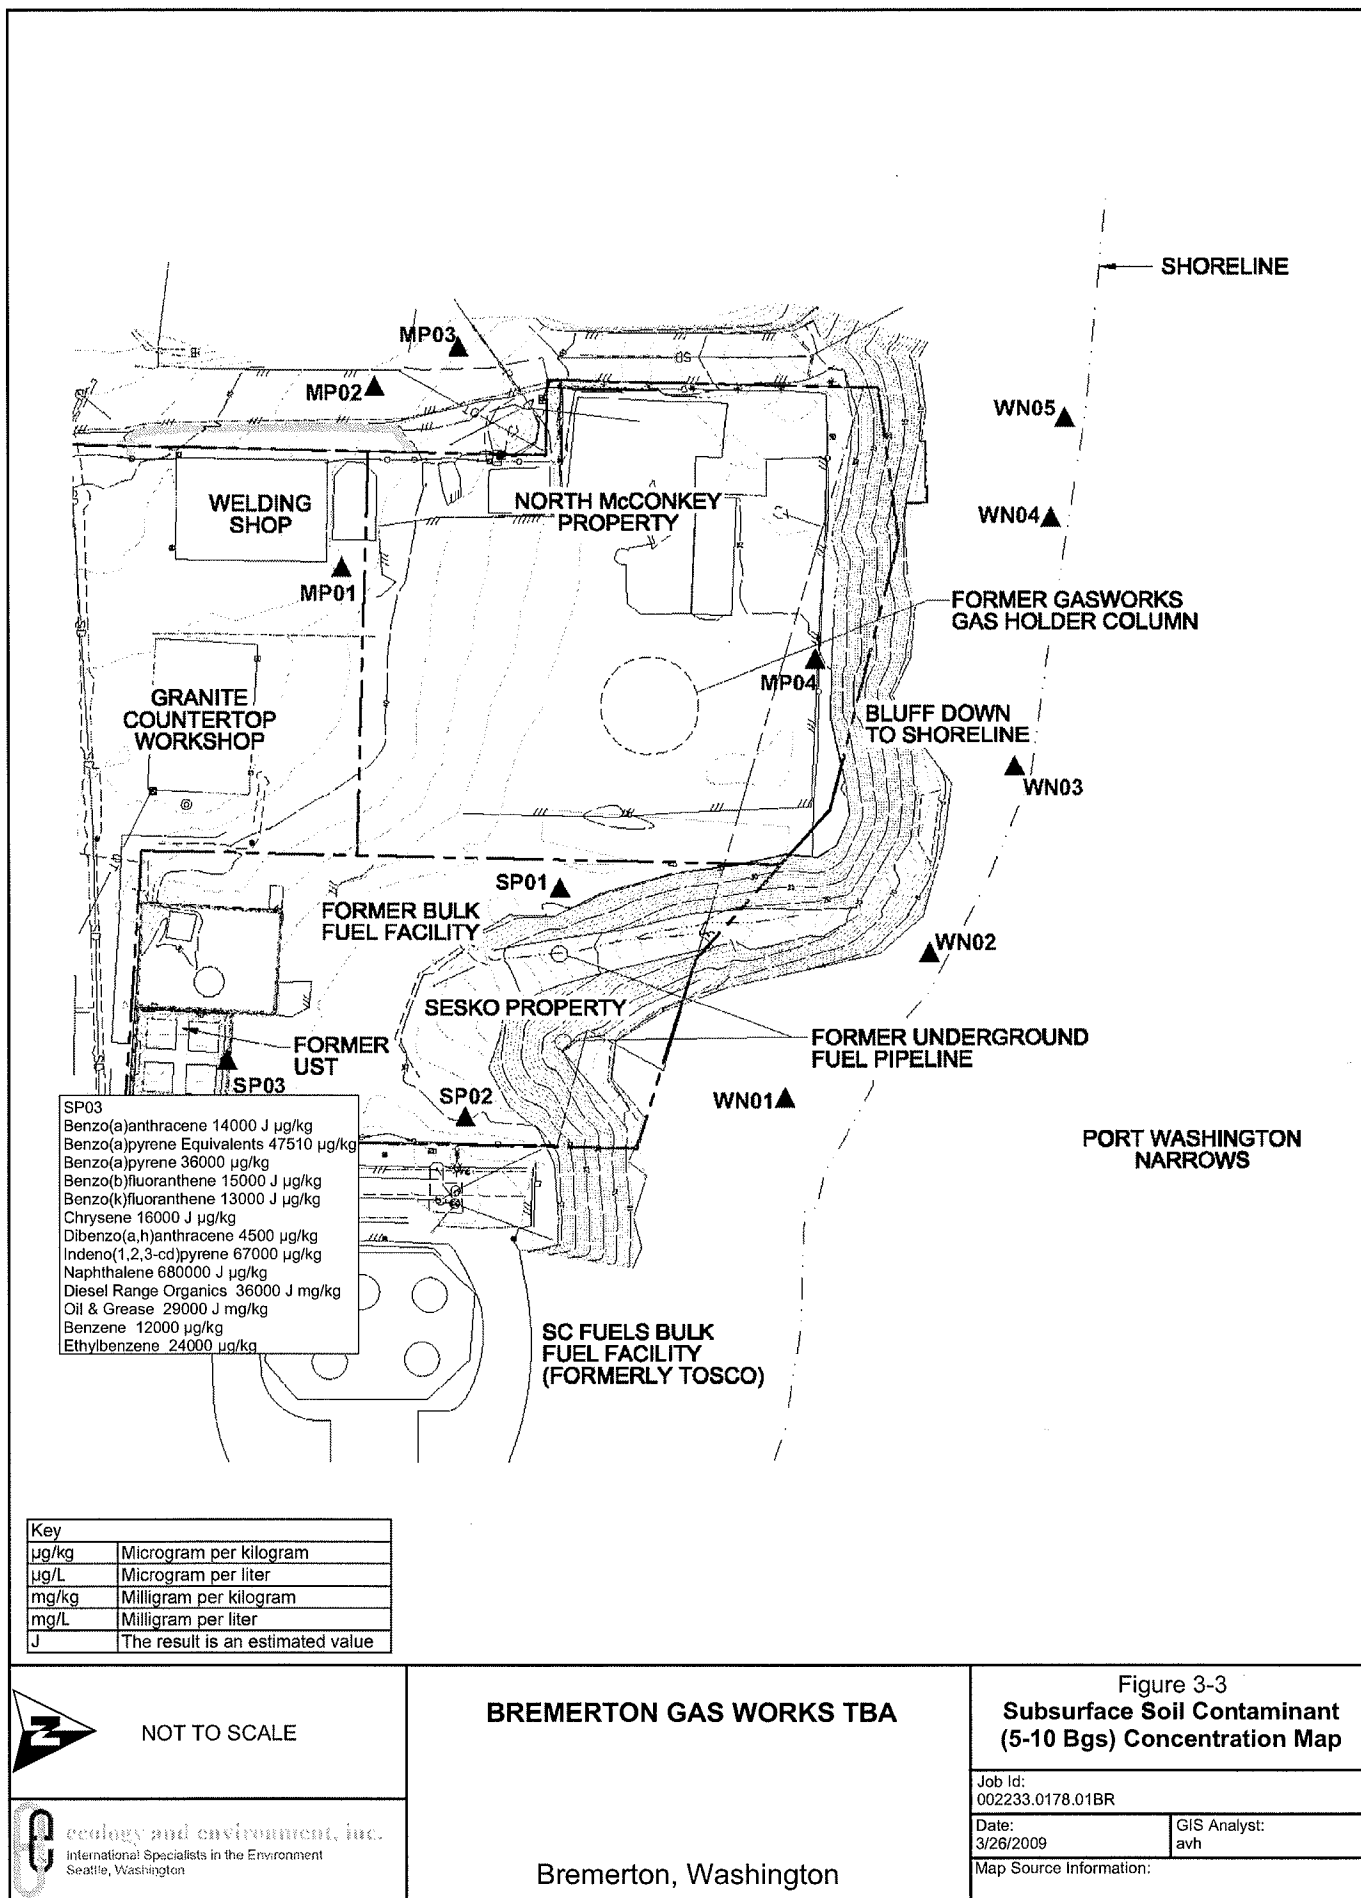 SHORELINE
MP03
MP02
WN05
WELDING
SHOP
NORTH McCONKEY
PROPERTY
WN04
MP01
FORMER GASWORKS
GAS HOLDER COLUMN
MP04
GRANITE
COUNTERTOP
WORKSHOP
BLUFF DOWN
TO SHORELINE
WN03
SP01
FORMER BULK
FUEL FACILITY
WN02
SESKO PROPERTY
FORMER
UST
FORMER UNDERGROUND
FUEL PIPELINE
SP03
SP02
WN01
PORT WASHINGTON
NARROWS
SP03
Benzo(a)anthracene 14000 J µg/kg
Benzo(a)pyrene Equivalents 47510 µg/kg
Benzo(a)pyrene 36000 µg/kg
Benzo(b)fluoranthene 15000 J µg/kg
Benzo(k)fluoranthene 13000 J µg/kg
Chrysene 16000 J µg/kg
Dibenzo(a,h)anthracene 4500 µg/kg
Indeno(1,2,3-cd)pyrene 67000 µg/kg
Naphthalene 680000 J µg/kg
Diesel Range Organics 36000 J mg/kg
Oil & Grease 29000 J mg/kg
Benzene 12000 µg/kg
Ethylbenzene 24000 µg/kg
SC FUELS BULK
FUEL FACILITY
(FORMERLY TOSCO)
Key
µg/kg Microgram per kilogram
µg/L Microgram per liter
mg/kg Milligram per kilogram
mg/L Milligram per liter
J The result is an estimated value
N
NOT TO SCALE
ecology and environment, inc.
International Specialists in the Environment
Seattle, Washington
BREMERTON GAS WORKS TBA
Bremerton, Washington
Figure 3-3
Subsurface Soil Contaminant
(5-10 Bgs) Concentration Map
Job Id:
002233.0178.01BR
Date:
3/26/2009
GIS Analyst:
avh
Map Source Information: